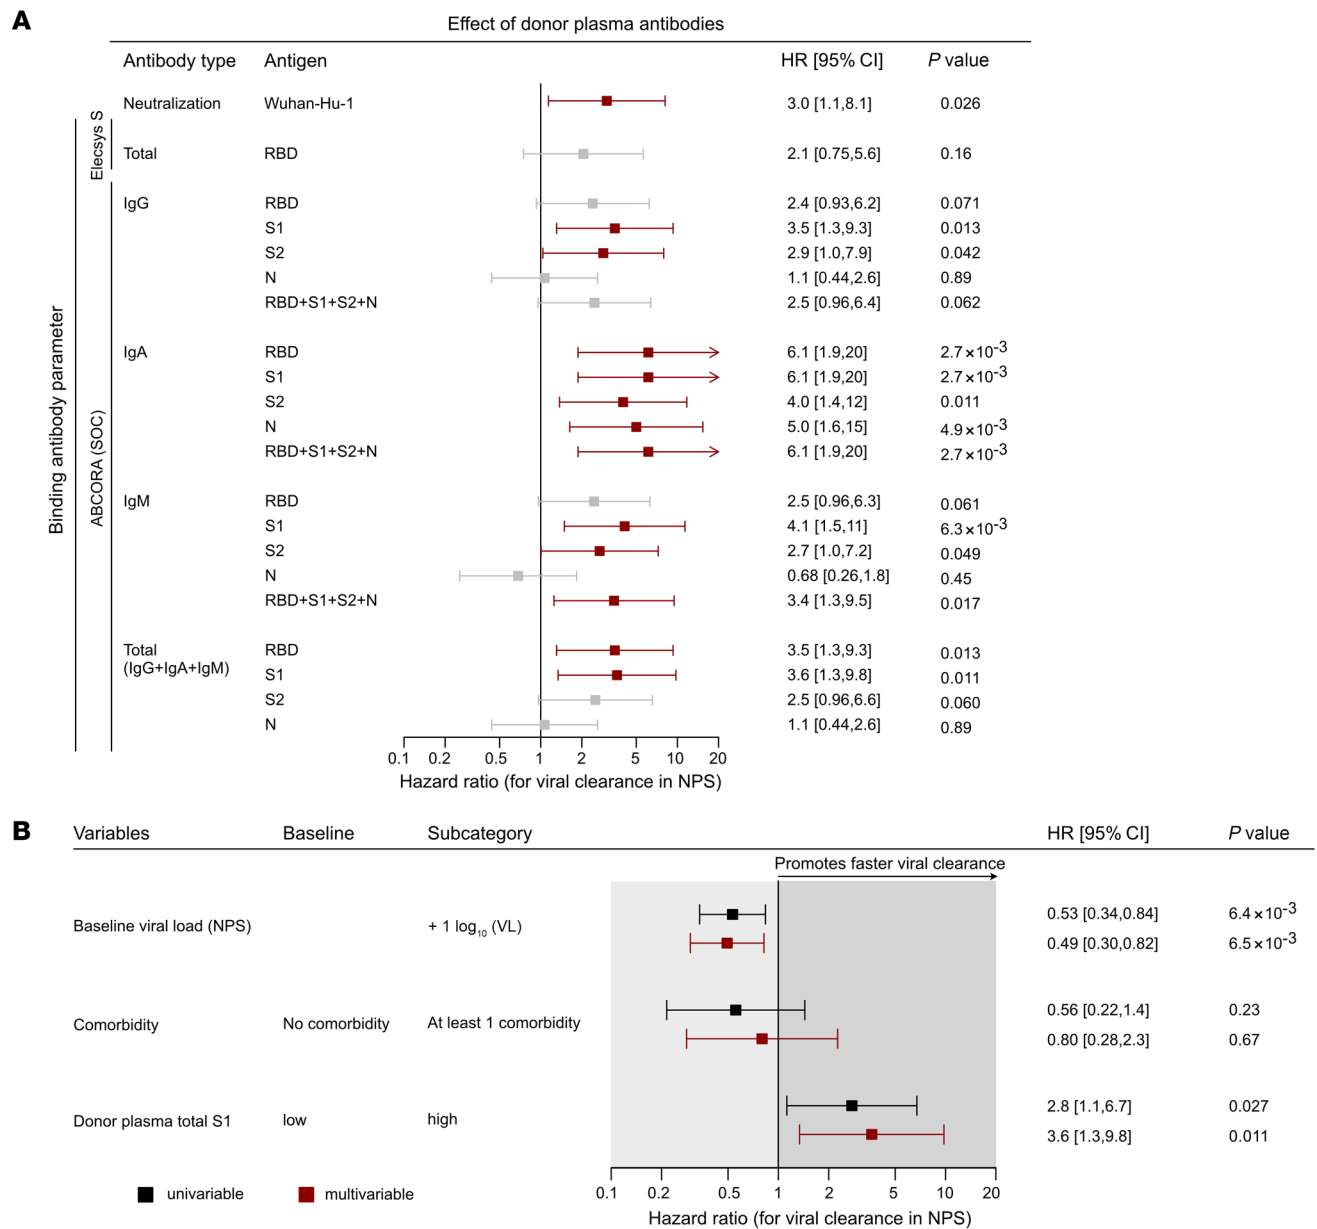 A
Effect of donor plasma antibodies
Antibody type Antigen HR [95% CI] P value
Neutralization Wuhan-Hu-1 3.0 [1.1,8.1] 0.026
Elecsys S
Total RBD 2.1 [0.75,5.6] 0.16
Binding antibody parameter
ABCORA (SOC)
IgG RBD 2.4 [0.93,6.2] 0.071
S1 3.5 [1.3,9.3] 0.013
S2 2.9 [1.0,7.9] 0.042
N 1.1 [0.44,2.6] 0.89
RBD+S1+S2+N 2.5 [0.96,6.4] 0.062
IgA RBD 6.1 [1.9,20] 2.7×10-3
S1 6.1 [1.9,20] 2.7×10-3
S2 4.0 [1.4,12] 0.011
N 5.0 [1.6,15] 4.9×10-3
RBD+S1+S2+N 6.1 [1.9,20] 2.7×10-3
IgM RBD 2.5 [0.96,6.3] 0.061
S1 4.1 [1.5,11] 6.3×10-3
S2 2.7 [1.0,7.2] 0.049
N 0.68 [0.26,1.8] 0.45
RBD+S1+S2+N 3.4 [1.3,9.5] 0.017
Total RBD 3.5 [1.3,9.3] 0.013
(IgG+IgA+IgM)
S1 3.6 [1.3,9.8] 0.011
S2 2.5 [0.96,6.6] 0.060
N 1.1 [0.44,2.6] 0.89
0.1 0.2 0.5 1 2 5 10 20
Hazard ratio (for viral clearance in NPS)
B
Variables Baseline Subcategory HR [95% CI] P value
Promotes faster viral clearance
Baseline viral load (NPS) + 1 log10 (VL) 0.53 [0.34,0.84] 6.4×10-3
0.49 [0.30,0.82] 6.5×10-3
Comorbidity No comorbidity At least 1 comorbidity 0.56 [0.22,1.4] 0.23
0.80 [0.28,2.3] 0.67
Donor plasma total S1 low high 2.8 [1.1,6.7] 0.027
3.6 [1.3,9.8] 0.011
0.1 0.2 0.5 1 2 5 10 20
univariable multivariable
Hazard ratio (for viral clearance in NPS)